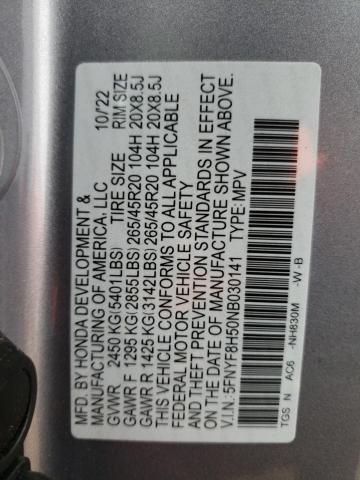 MFD. BY HONDA DEVELOPMENT &
MANUFACTURING OF AMERICA, LLC 10/'22
GVWR 2450 KG(5401LBS) TIRE SIZE RIM SIZE
GAWR F 1295 KG(2855LBS)265/45R20 104H 20X8.5J
GAWR R 1425 KG(3142LBS)265/45R20 104H 20X8.5J
THIS VEHICLE CONFORMS TO ALL APPLICABLE
FEDERAL MOTOR VEHICLE SAFETY
AND THEFT PREVENTION STANDARDS IN EFFECT
ON THE DATE OF MANUFACTURE SHOWN ABOVE.
V.I.N.:5FNYF8H50NB030141 TYPE:MPV
TGS N AC6 -NH830M -W -B